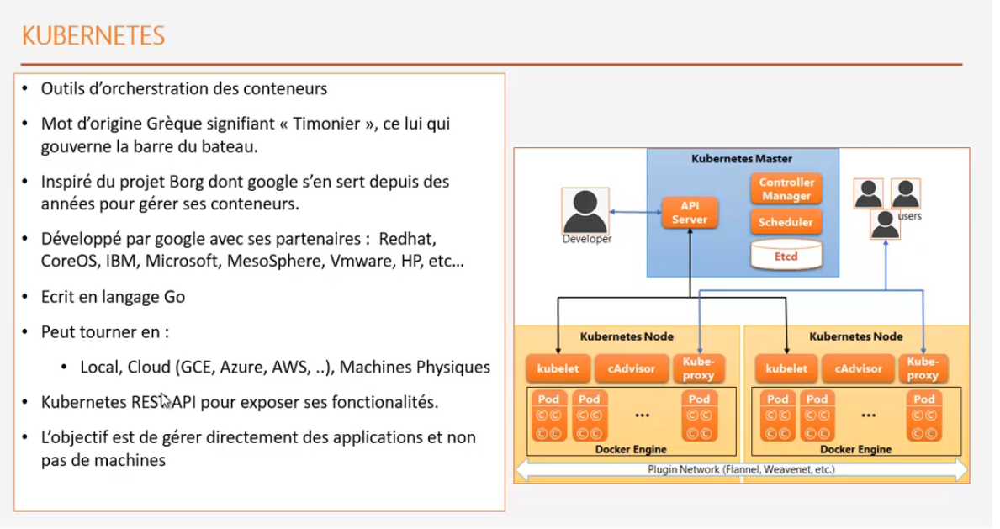 KUBERNETES
• Outils d'orcherstration des conteneurs
• Mot d'origine Grèque signifiant « Timonier », ce lui qui
gouverne la barre du bateau.
• Inspiré du projet Borg dont google s'en sert depuis des
années pour gérer ses conteneurs.
• Développé par google avec ses partenaires : Redhat,
CoreOS, IBM, Microsoft, MesoSphere, Vmware, HP, etc...
• Ecrit en langage Go
• Peut tourner en :
• Local, Cloud (GCE, Azure, AWS, ..), Machines Physiques
• Kubernetes REST API pour exposer ses fonctionalités.
• L'objectif est de gérer directement des applications et non
pas de machines
Kubernetes Master
Developer
API
Server
Controller
Manager
Scheduler
Etcd
users
Kubernetes Node
kubelet
cAdvisor
Kube-
proxy
Pod
© ©
© ©
Pod
© ©
© ©
...
Pod
© ©
© ©
Docker Engine
Kubernetes Node
kubelet
cAdvisor
Kube-
proxy
Pod
© ©
© ©
Pod
© ©
© ©
...
Pod
© ©
© ©
Docker Engine
Plugin Network (Flannel, Weavenet, etc.)